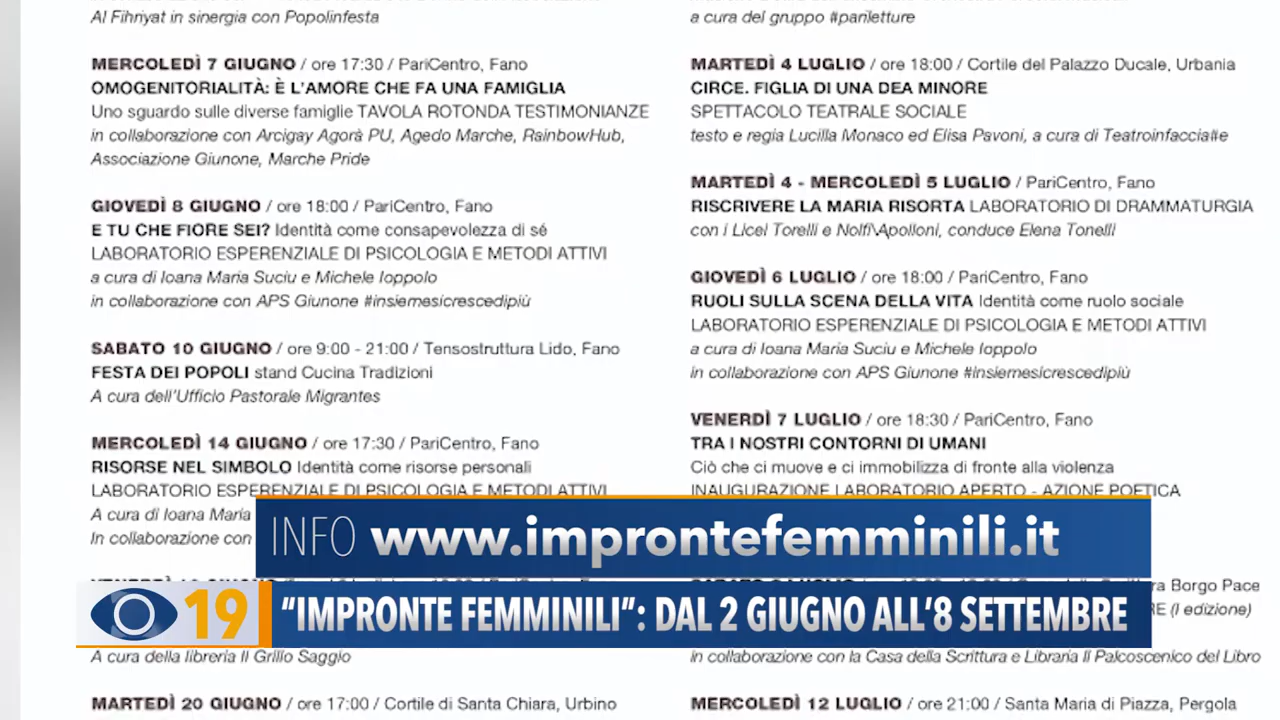 Al Fihriyat in sinergia con Popolinfesta
MERCOLEDÌ 7 GIUGNO / ore 17:30 / PariCentro, Fano
OMOGENITORIALITÀ: È L'AMORE CHE FA UNA FAMIGLIA
Uno sguardo sulle diverse famiglie TAVOLA ROTONDA TESTIMONIANZE
in collaborazione con Arcigay Agorà PU, Agedo Marche, RainbowHub,
Associazione Giunone, Marche Pride
GIOVEDÌ 8 GIUGNO / ore 18:00 / PariCentro, Fano
E TU CHE FIORE SEI? Identità come consapevolezza di sé
LABORATORIO ESPERENZIALE DI PSICOLOGIA E METODI ATTIVI
a cura di Ioana Maria Suciu e Michele Ioppolo
in collaborazione con APS Giunone #insiemesicrescedipiù
SABATO 10 GIUGNO / ore 9:00 - 21:00 / Tensostruttura Lido, Fano
FESTA DEI POPOLI stand Cucina Tradizioni
A cura dell'Ufficio Pastorale Migrantes
MERCOLEDÌ 14 GIUGNO / ore 17:30 / PariCentro, Fano
RISORSE NEL SIMBOLO Identità come risorse personali
LABORATORIO ESPERENZIALE DI PSICOLOGIA E METODI ATTIVI
A cura di Ioana Maria
In collaborazione con
A cura della libreria Il Grillo Saggio
MARTEDÌ 20 GIUGNO / ore 17:00 / Cortile di Santa Chiara, Urbino
a cura del gruppo #pariletture
MARTEDÌ 4 LUGLIO / ore 18:00 / Cortile del Palazzo Ducale, Urbania
CIRCE. FIGLIA DI UNA DEA MINORE
SPETTACOLO TEATRALE SOCIALE
testo e regia Lucilla Monaco ed Elisa Pavoni, a cura di Teatroinfaccia#e
MARTEDÌ 4 - MERCOLEDÌ 5 LUGLIO / PariCentro, Fano
RISCRIVERE LA MARIA RISORTA LABORATORIO DI DRAMMATURGIA
con i Licei Torelli e Nolfi\Apolloni, conduce Elena Tonelli
GIOVEDÌ 6 LUGLIO / ore 18:00 / PariCentro, Fano
RUOLI SULLA SCENA DELLA VITA Identità come ruolo sociale
LABORATORIO ESPERENZIALE DI PSICOLOGIA E METODI ATTIVI
a cura di Ioana Maria Suciu e Michele Ioppolo
in collaborazione con APS Giunone #insiemesicrescedipiù
VENERDÌ 7 LUGLIO / ore 18:30 / PariCentro, Fano
TRA I NOSTRI CONTORNI DI UMANI
Ciò che ci muove e ci immobilizza di fronte alla violenza
INAUGURAZIONE LABORATORIO APERTO - AZIONE POETICA
Borgo Pace
(I edizione)
in collaborazione con la Casa della Scrittura e Libraria Il Palcoscenico del Libro
MERCOLEDÌ 12 LUGLIO / ore 21:00 / Santa Maria di Piazza, Pergola
INFO www.improntefemminili.it
19 "IMPRONTE FEMMINILI": DAL 2 GIUGNO ALL'8 SETTEMBRE